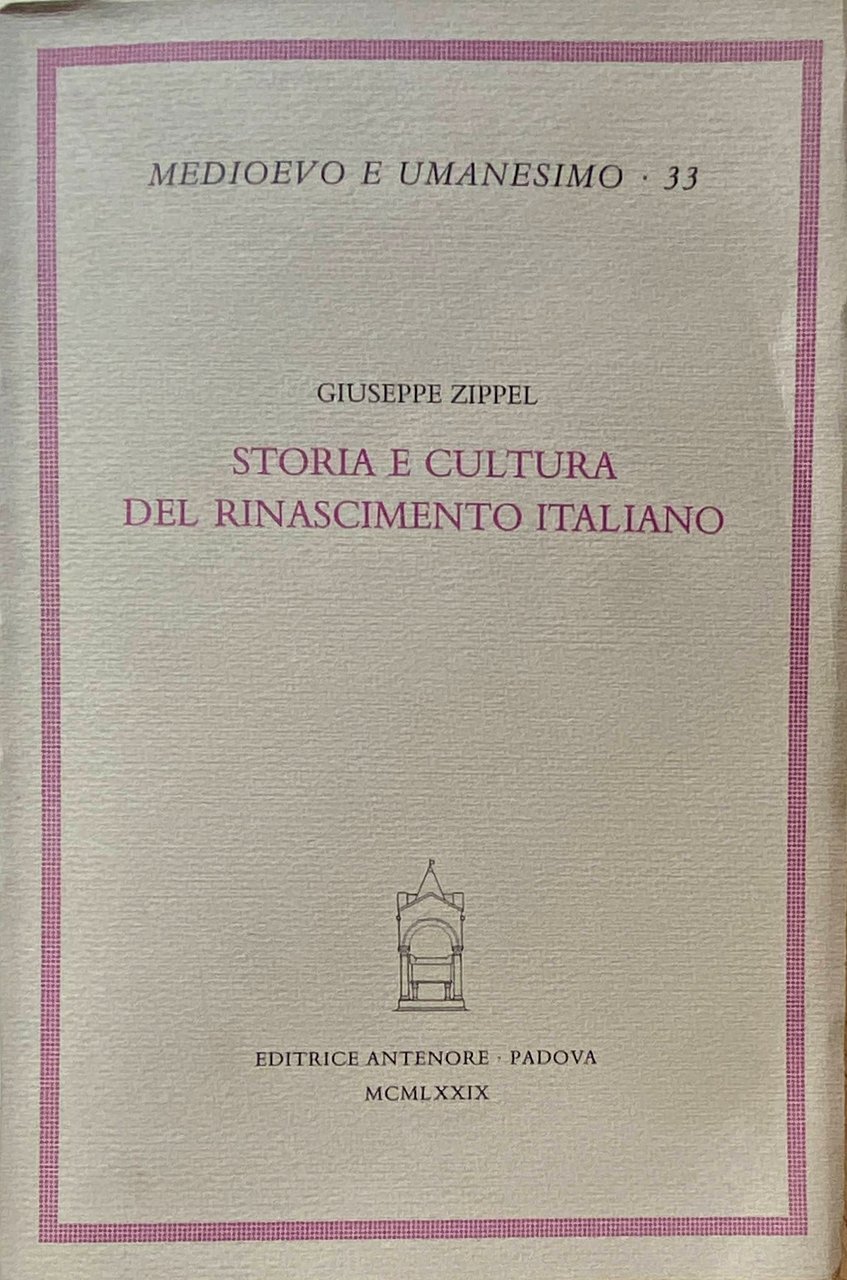 MEDIOEVO E UMANESIMO · 33
GIUSEPPE ZIPPEL
STORIA E CULTURA
DEL RINASCIMENTO ITALIANO
EDITRICE ANTENORE · PADOVA
MCMLXXIX